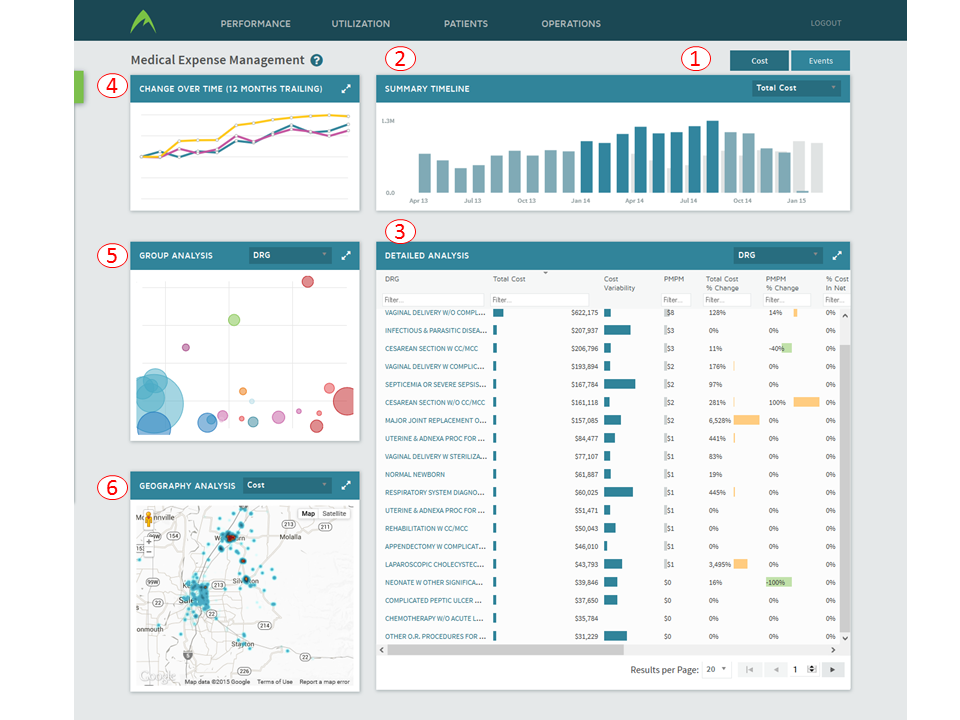 PERFORMANCE UTILIZATION PATIENTS OPERATIONS LOGOUT
Medical Expense Management ?
2
1
Cost Events
4
CHANGE OVER TIME (12 MONTHS TRAILING)
SUMMARY TIMELINE Total Cost
1.3M
0.0
Apr 13 Jul 13 Oct 13 Jan 14 Apr 14 Jul 14 Oct 14 Jan 15
3
5
GROUP ANALYSIS DRG
DETAILED ANALYSIS DRG
DRG Total Cost Cost Variability PMPM Total Cost % Change PMPM % Change % Cost In Net
Filter... Filter... Filter... Filter... Filter... Filter...
VAGINAL DELIVERY W/O COMPL... $622,175 $8 128% 14% 0%
INFECTIOUS & PARASITIC DISEA... $207,937 $3 0% 0% 0%
CESAREAN SECTION W CC/MCC $206,796 $3 11% -40% 0%
VAGINAL DELIVERY W COMPLIC... $193,894 $2 176% 0% 0%
SEPTICEMIA OR SEVERE SEPSIS... $167,784 $2 97% 0%
CESAREAN SECTION W/O CC/MCC $161,118 $2 281% 100% 0%
MAJOR JOINT REPLACEMENT O... $157,085 $2 6,528% 0% 0%
UTERINE & ADNEXA PROC FOR ... $84,477 $1 441% 0% 0%
VAGINAL DELIVERY W STERILIZA... $77,107 $1 83% 0% 0%
NORMAL NEWBORN $61,887 $1 19% 0% 0%
RESPIRATORY SYSTEM DIAGNO... $60,025 $1 445% 0% 0%
UTERINE & ADNEXA PROC FOR ... $51,471 $1 0% 0% 0%
REHABILITATION W CC/MCC $50,043 $1 0% 0% 0%
APPENDECTOMY W COMPLICAT... $46,010 $1 0% 0% 0%
LAPAROSCOPIC CHOLECYSTEC... $43,793 $1 3,495% 0% 0%
NEONATE W OTHER SIGNIFICA... $39,846 $0 16% -100% 0%
COMPLICATED PEPTIC ULCER ... $37,650 $0 0% 0% 0%
CHEMOTHERAPY W/O ACUTE L... $35,784 $0 0% 0% 0%
OTHER O.R. PROCEDURES FOR ... $31,229 $0 0% 0% 0%
Results per Page: 20 1
6
GEOGRAPHY ANALYSIS Cost
Map Satellite
213
211
154
Molalla
99W
213
22
22
214
Stayton
22
226
5
Google
Map data ©2015 Google Terms of Use Report a map error